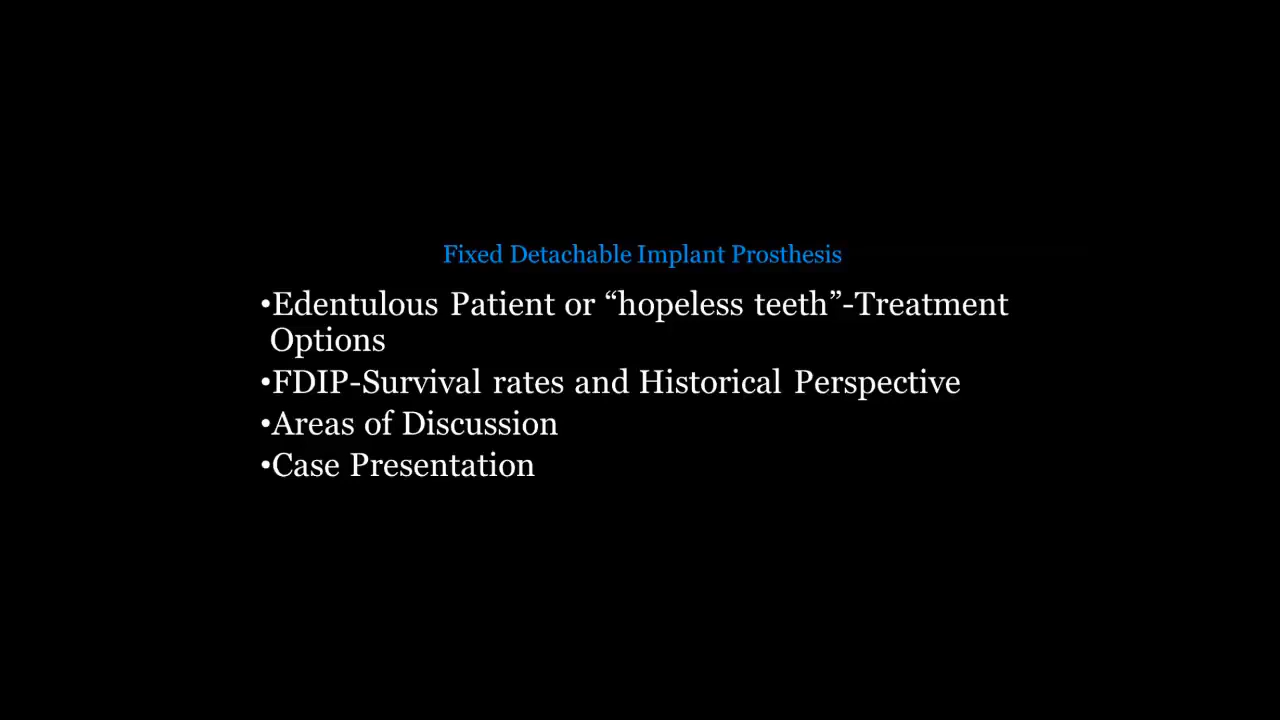 Fixed Detachable Implant Prosthesis
•Edentulous Patient or “hopeless teeth”-Treatment
Options
•FDIP-Survival rates and Historical Perspective
•Areas of Discussion
•Case Presentation